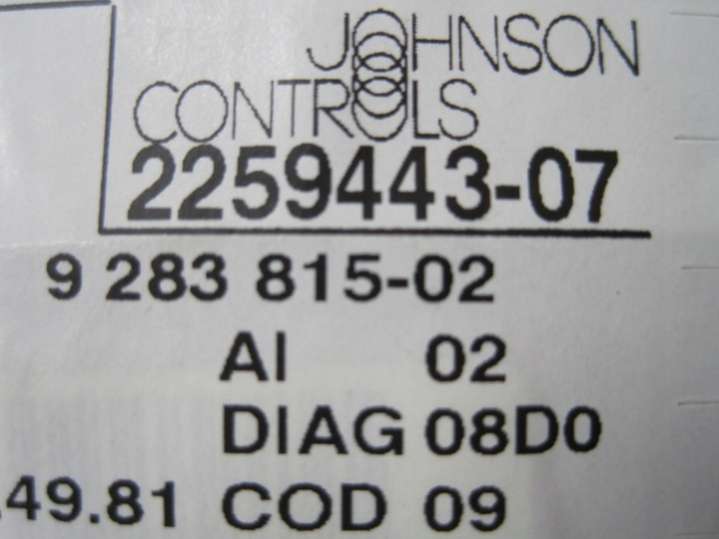 JOHNSON
CONTROLS
2259443-07
9 283 815-02
AI 02
DIAG 08D0
.49.81 COD 09